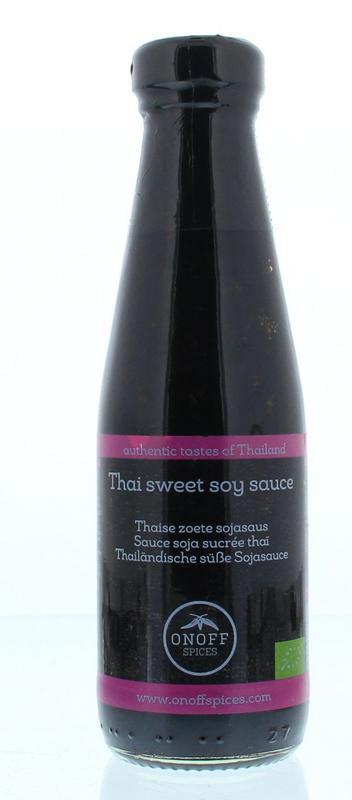 authentic tastes of Thailand
Thai sweet soy sauce
Thaise zoete sojasaus
Sauce soja sucrée thaï
Thailändische süße Sojasauce
ONOFF
SPICES
www.onoffspices.com
27